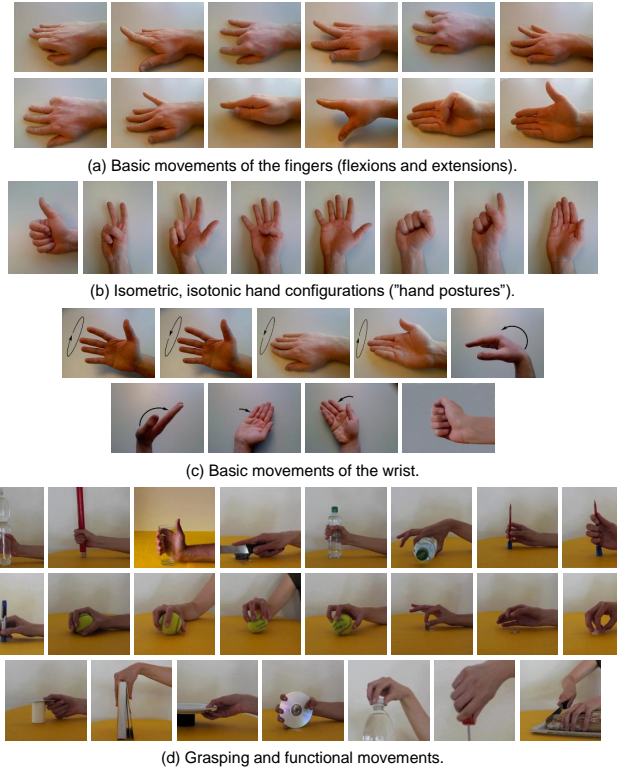 (a) Basic movements of the fingers (flexions and extensions).
(b) Isometric, isotonic hand configurations ("hand postures").
(c) Basic movements of the wrist.
(d) Grasping and functional movements.